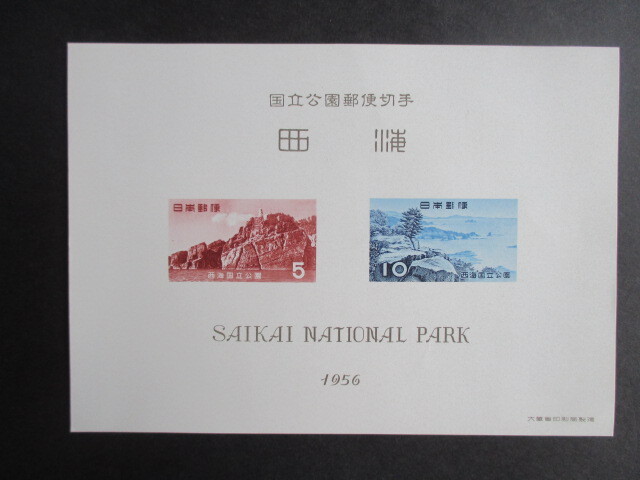 国立公園郵便切手
西海
日本郵便
西海国立公園
5
日本郵便
10
西海国立公園
SAIKAI NATIONAL PARK
1956
大蔵省印刷局製造